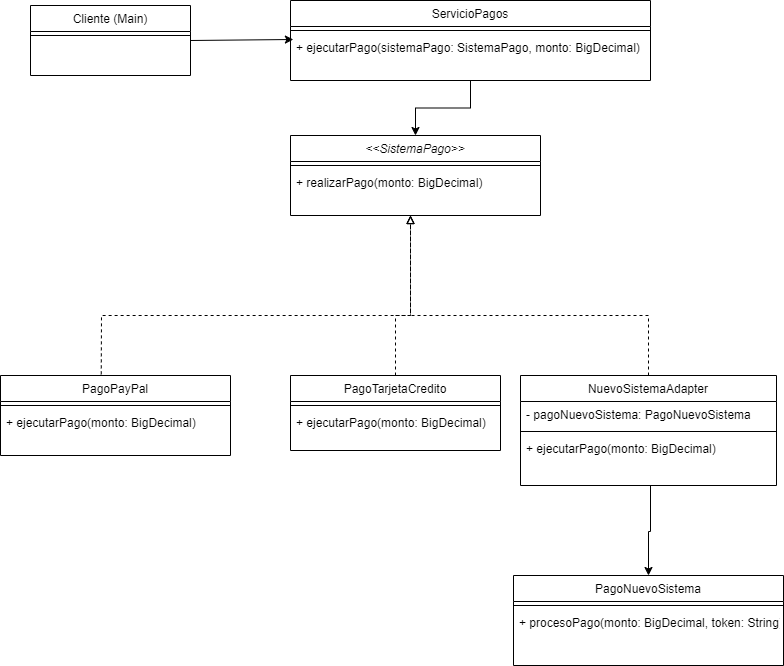 Cliente (Main)
ServicioPagos
+ ejecutarPago(sistemaPago: SistemaPago, monto: BigDecimal)
<<SistemaPago>>
+ realizarPago(monto: BigDecimal)
PagoPayPal
+ ejecutarPago(monto: BigDecimal)
PagoTarjetaCredito
+ ejecutarPago(monto: BigDecimal)
NuevoSistemaAdapter
- pagoNuevoSistema: PagoNuevoSistema
+ ejecutarPago(monto: BigDecimal)
PagoNuevoSistema
+ procesoPago(monto: BigDecimal, token: String